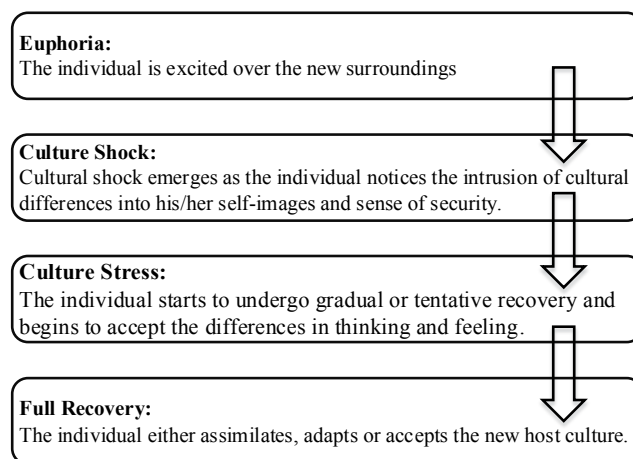 Euphoria:
The individual is excited over the new surroundings
Culture Shock:
Cultural shock emerges as the individual notices the intrusion of cultural
differences into his/her self-images and sense of security.
Culture Stress:
The individual starts to undergo gradual or tentative recovery and
begins to accept the differences in thinking and feeling.
Full Recovery:
The individual either assimilates, adapts or accepts the new host culture.